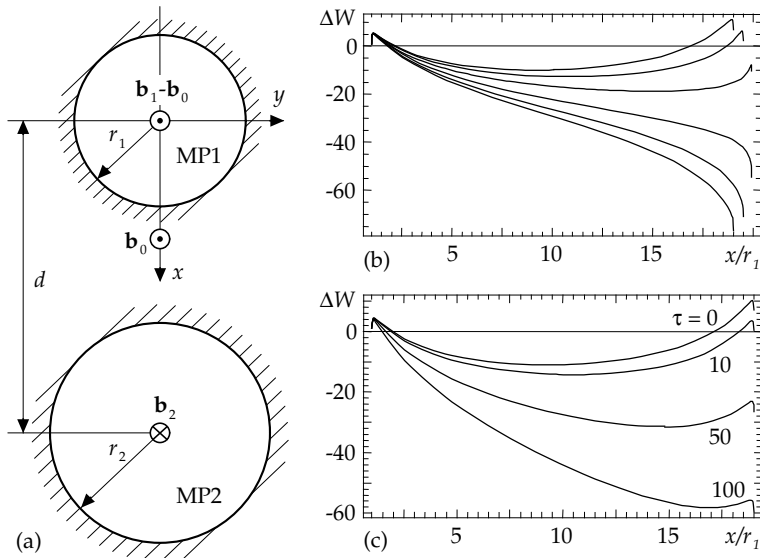 b₁-b₀
y
r₁
MP1
b₀
x
d
b₂
r₂
MP2
(a)
ΔW
0
-20
-40
-60
(b)
5
10
15
x/r₁
ΔW
τ = 0
0
10
-20
50
-40
100
-60
(c)
5
10
15
x/r₁